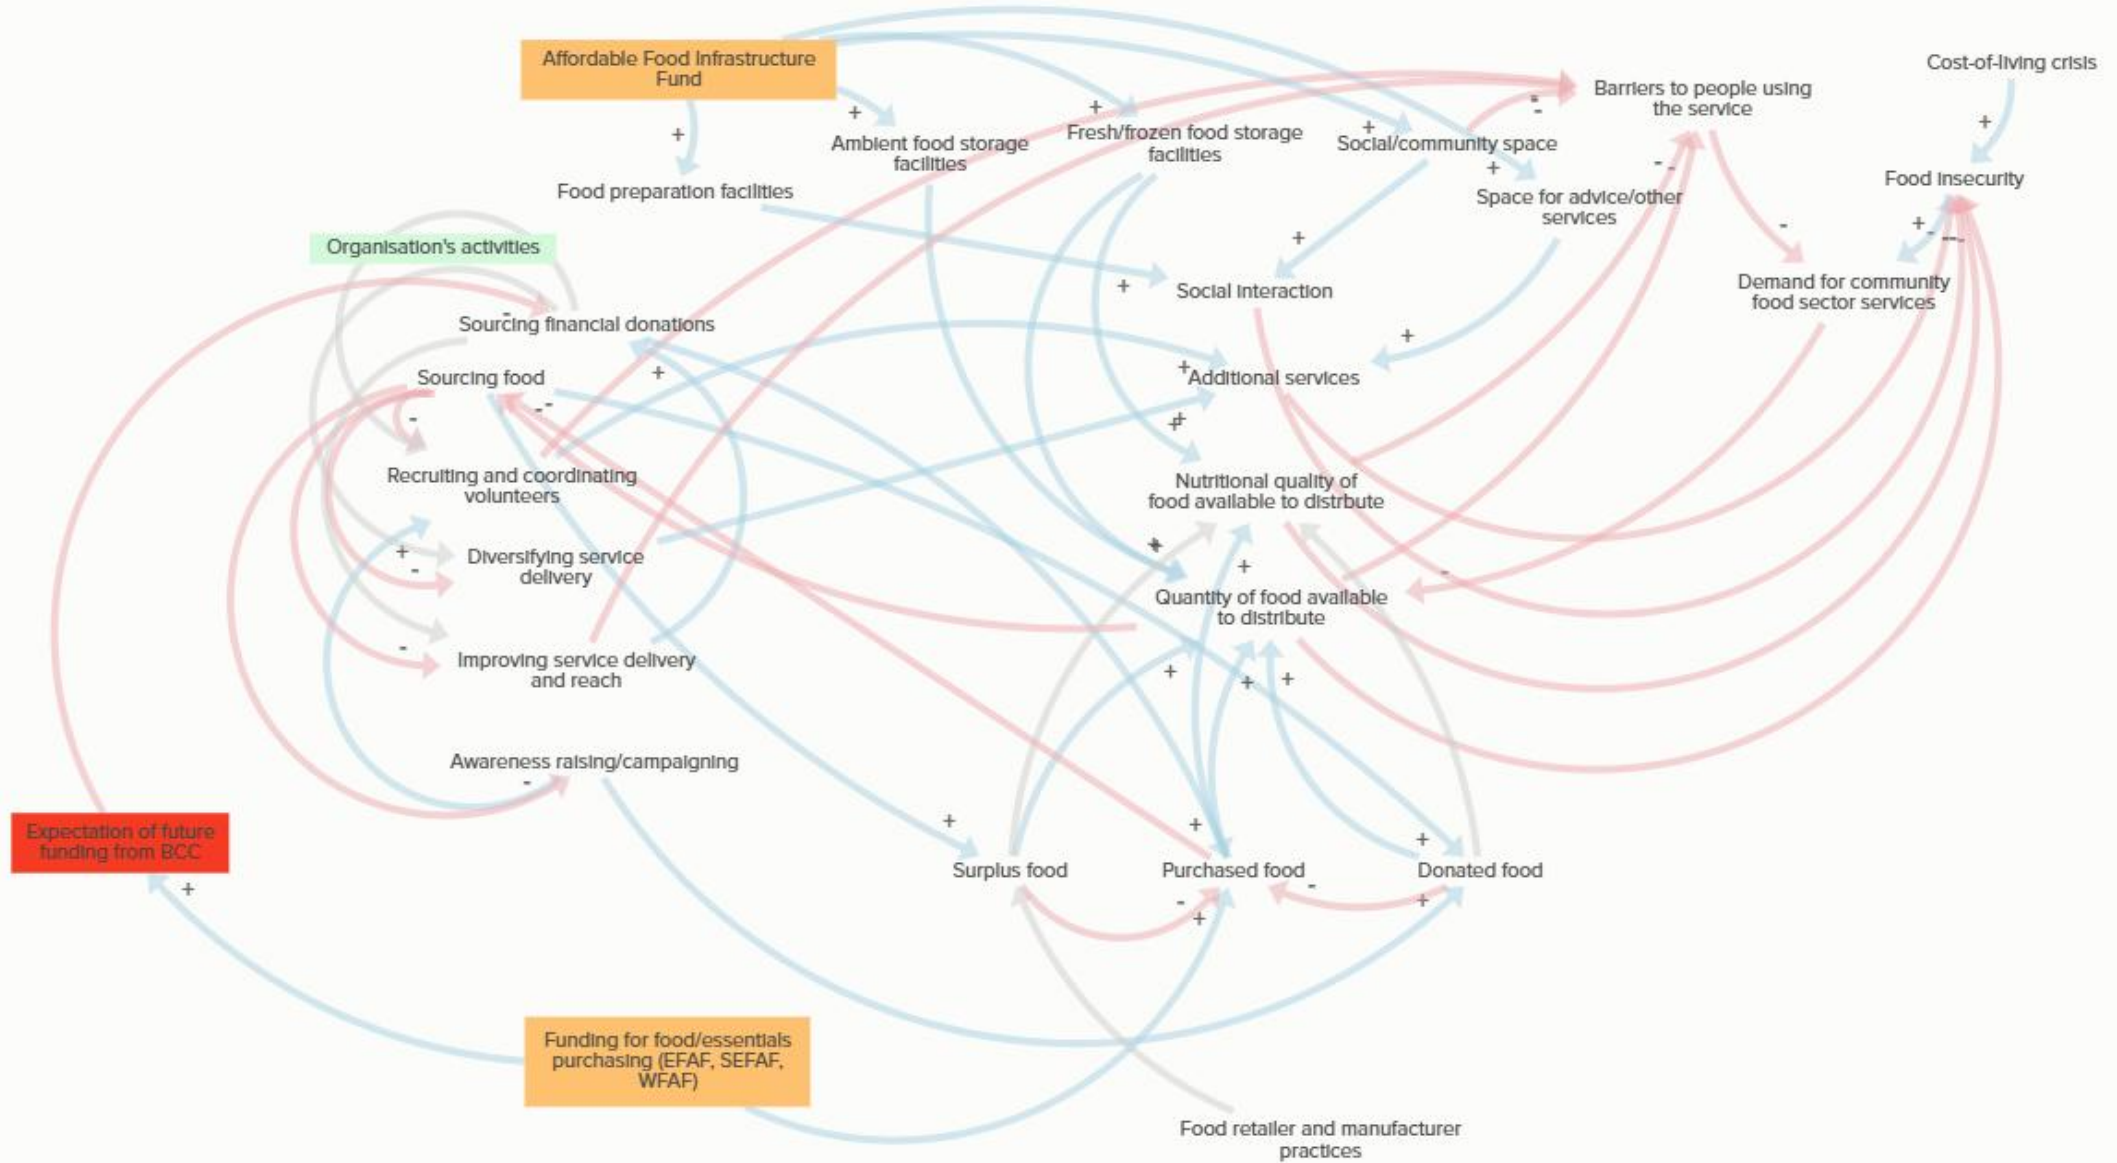 Affordable Food Infrastructure
Fund
Cost-of-living crisis
Barriers to people using
the service
Ambient food storage
facilities
Fresh/frozen food storage
facilities
Social/community space
Food preparation facilities
Space for advice/other
services
Food insecurity
Organisation's activities
Social interaction
Demand for community
food sector services
Sourcing financial donations
Sourcing food
Additional services
Recruiting and coordinating
volunteers
Nutritional quality of
food available to distrbute
Diversifying service
delivery
Quantity of food available
to distribute
Improving service delivery
and reach
Awareness raising/campaigning
Expectation of future
funding from BCC
Surplus food
Purchased food
Donated food
Funding for food/essentials
purchasing (EFAF, SEFAF,
WFAF)
Food retailer and manufacturer
practices